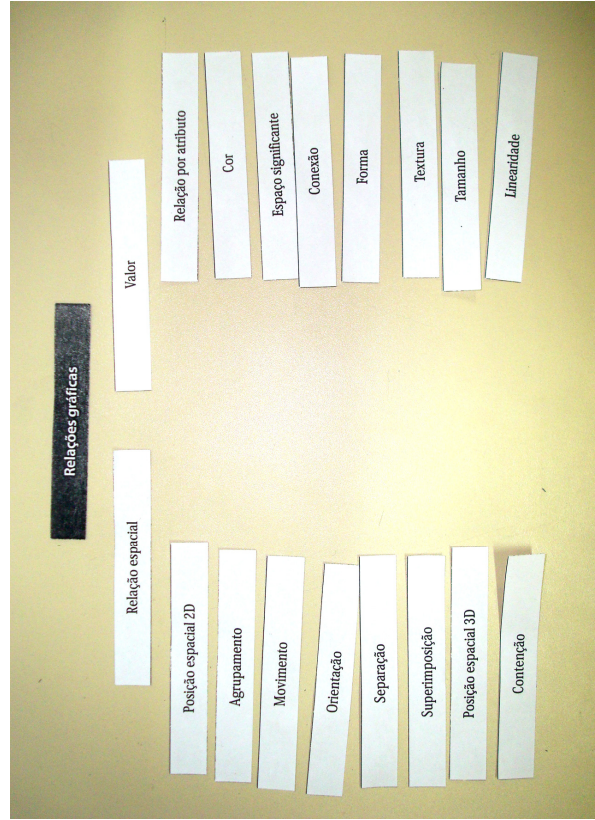 Relações gráficas
Relação espacial
Valor
Posição espacial 2D
Agrupamento
Movimento
Orientação
Separação
Superimposição
Posição espacial 3D
Contenção
Relação por atributo
Cor
Espaço significante
Conexão
Forma
Textura
Tamanho
Linearidade